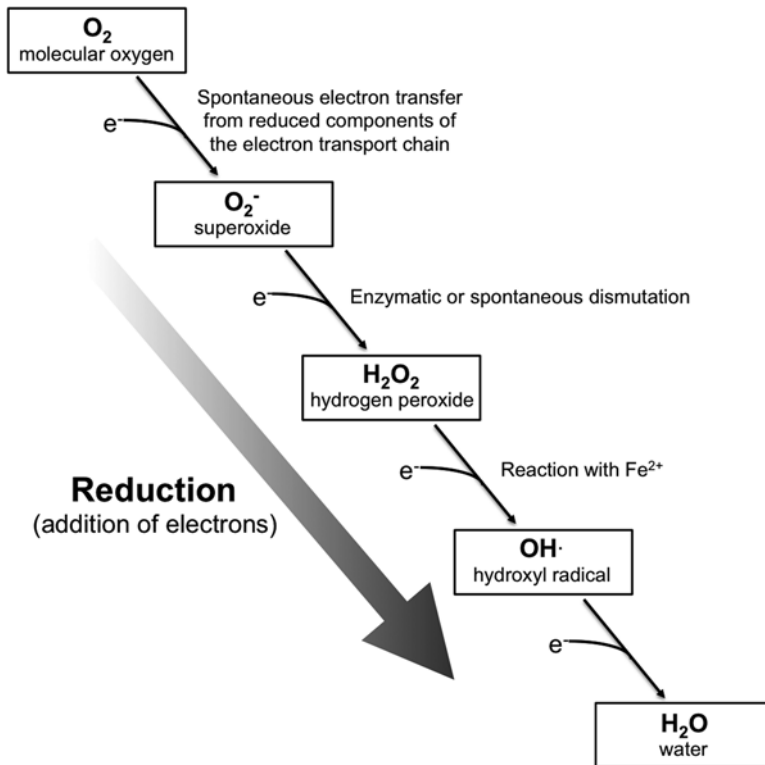 O₂
molecular oxygen
Spontaneous electron transfer
from reduced components of
the electron transport chain
e⁻
O₂⁻
superoxide
e⁻
Enzymatic or spontaneous dismutation
H₂O₂
hydrogen peroxide
e⁻
Reaction with Fe²⁺
Reduction
(addition of electrons)
OH·
hydroxyl radical
e⁻
H₂O
water